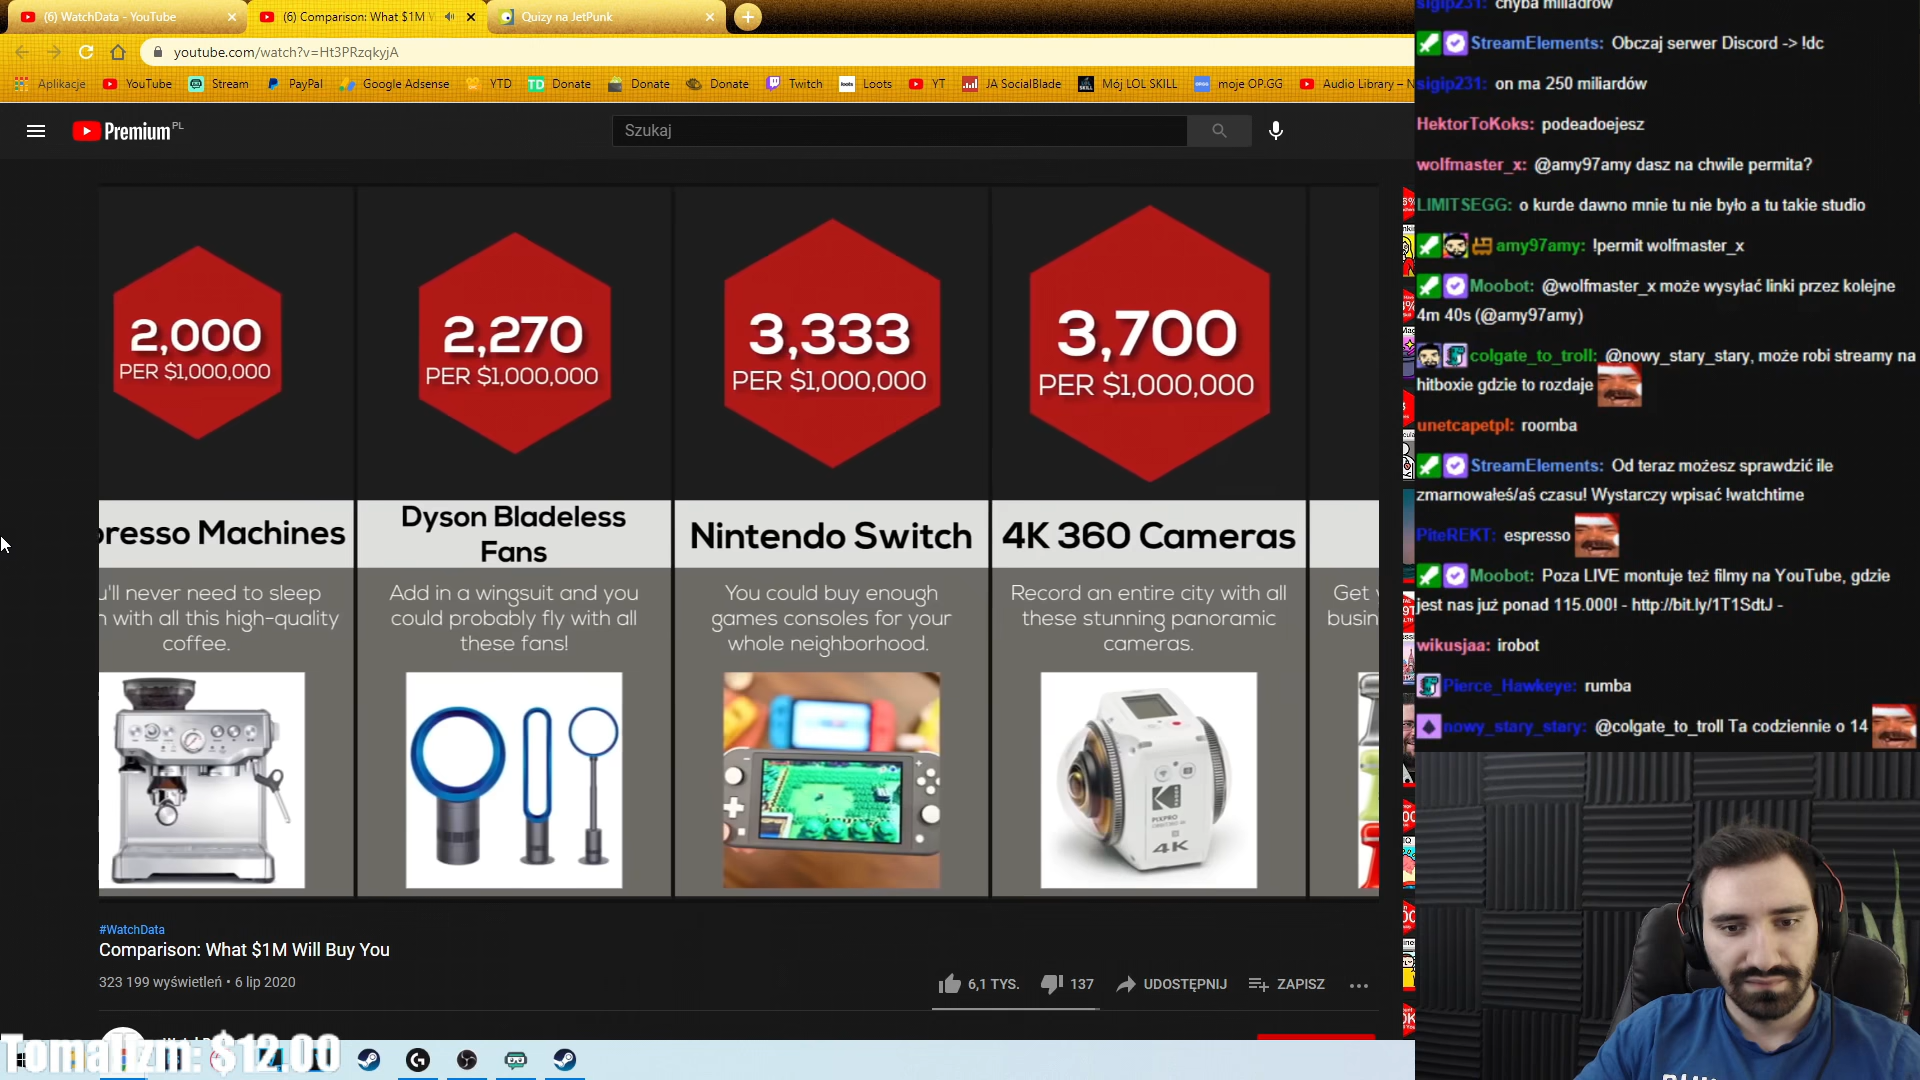 (6) WatchData - YouTube
(6) Comparison: What $1M W
Quizy na JetPunk
youtube.com/watch?v=Ht3PRzqkyjA
Aplikacje
YouTube
Stream
PayPal
Google Adsense
YTD
Donate
Donate
Donate
Twitch
Loots
YT
JA SocialBlade
Mój LOL SKILL
moje OP.GG
Audio Library – N
Premium PL
Szukaj
2,000
PER $1,000,000
2,270
PER $1,000,000
3,333
PER $1,000,000
3,700
PER $1,000,000
presso Machines
Dyson Bladeless
Fans
Nintendo Switch
4K 360 Cameras
u'll never need to sleep
n with all this high-quality
coffee.
Add in a wingsuit and you
could probably fly with all
these fans!
You could buy enough
games consoles for your
whole neighborhood.
Record an entire city with all
these stunning panoramic
cameras.
Get
busin
Kodak
PIXPRO
4K
#WatchData
Comparison: What $1M Will Buy You
323 199 wyświetleń • 6 lip 2020
6,1 TYS.
137
UDOSTĘPNIJ
ZAPISZ
Tomalizm: $12.00
sigip231: chyba miliadrów
StreamElements: Obczaj serwer Discord -> !dc
sigip231: on ma 250 miliardów
HektorToKoks: podeadoejesz
wolfmaster_x: @amy97amy dasz na chwile permita?
LIMITSEGG: o kurde dawno mnie tu nie było a tu takie studio
amy97amy: !permit wolfmaster_x
Moobot: @wolfmaster_x może wysyłać linki przez kolejne
4m 40s (@amy97amy)
colgate_to_troll: @nowy_stary_stary, może robi streamy na
hitboxie gdzie to rozdaje
unetcapetpl: roomba
StreamElements: Od teraz możesz sprawdzić ile
zmarnowałeś/aś czasu! Wystarczy wpisać !watchtime
PiteREKT: espresso
Moobot: Poza LIVE montuje też filmy na YouTube, gdzie
jest nas już ponad 115.000! - http://bit.ly/1T1SdtJ -
wikusjaa: irobot
Pierce_Hawkeye: rumba
nowy_stary_stary: @colgate_to_troll Ta codziennie o 14